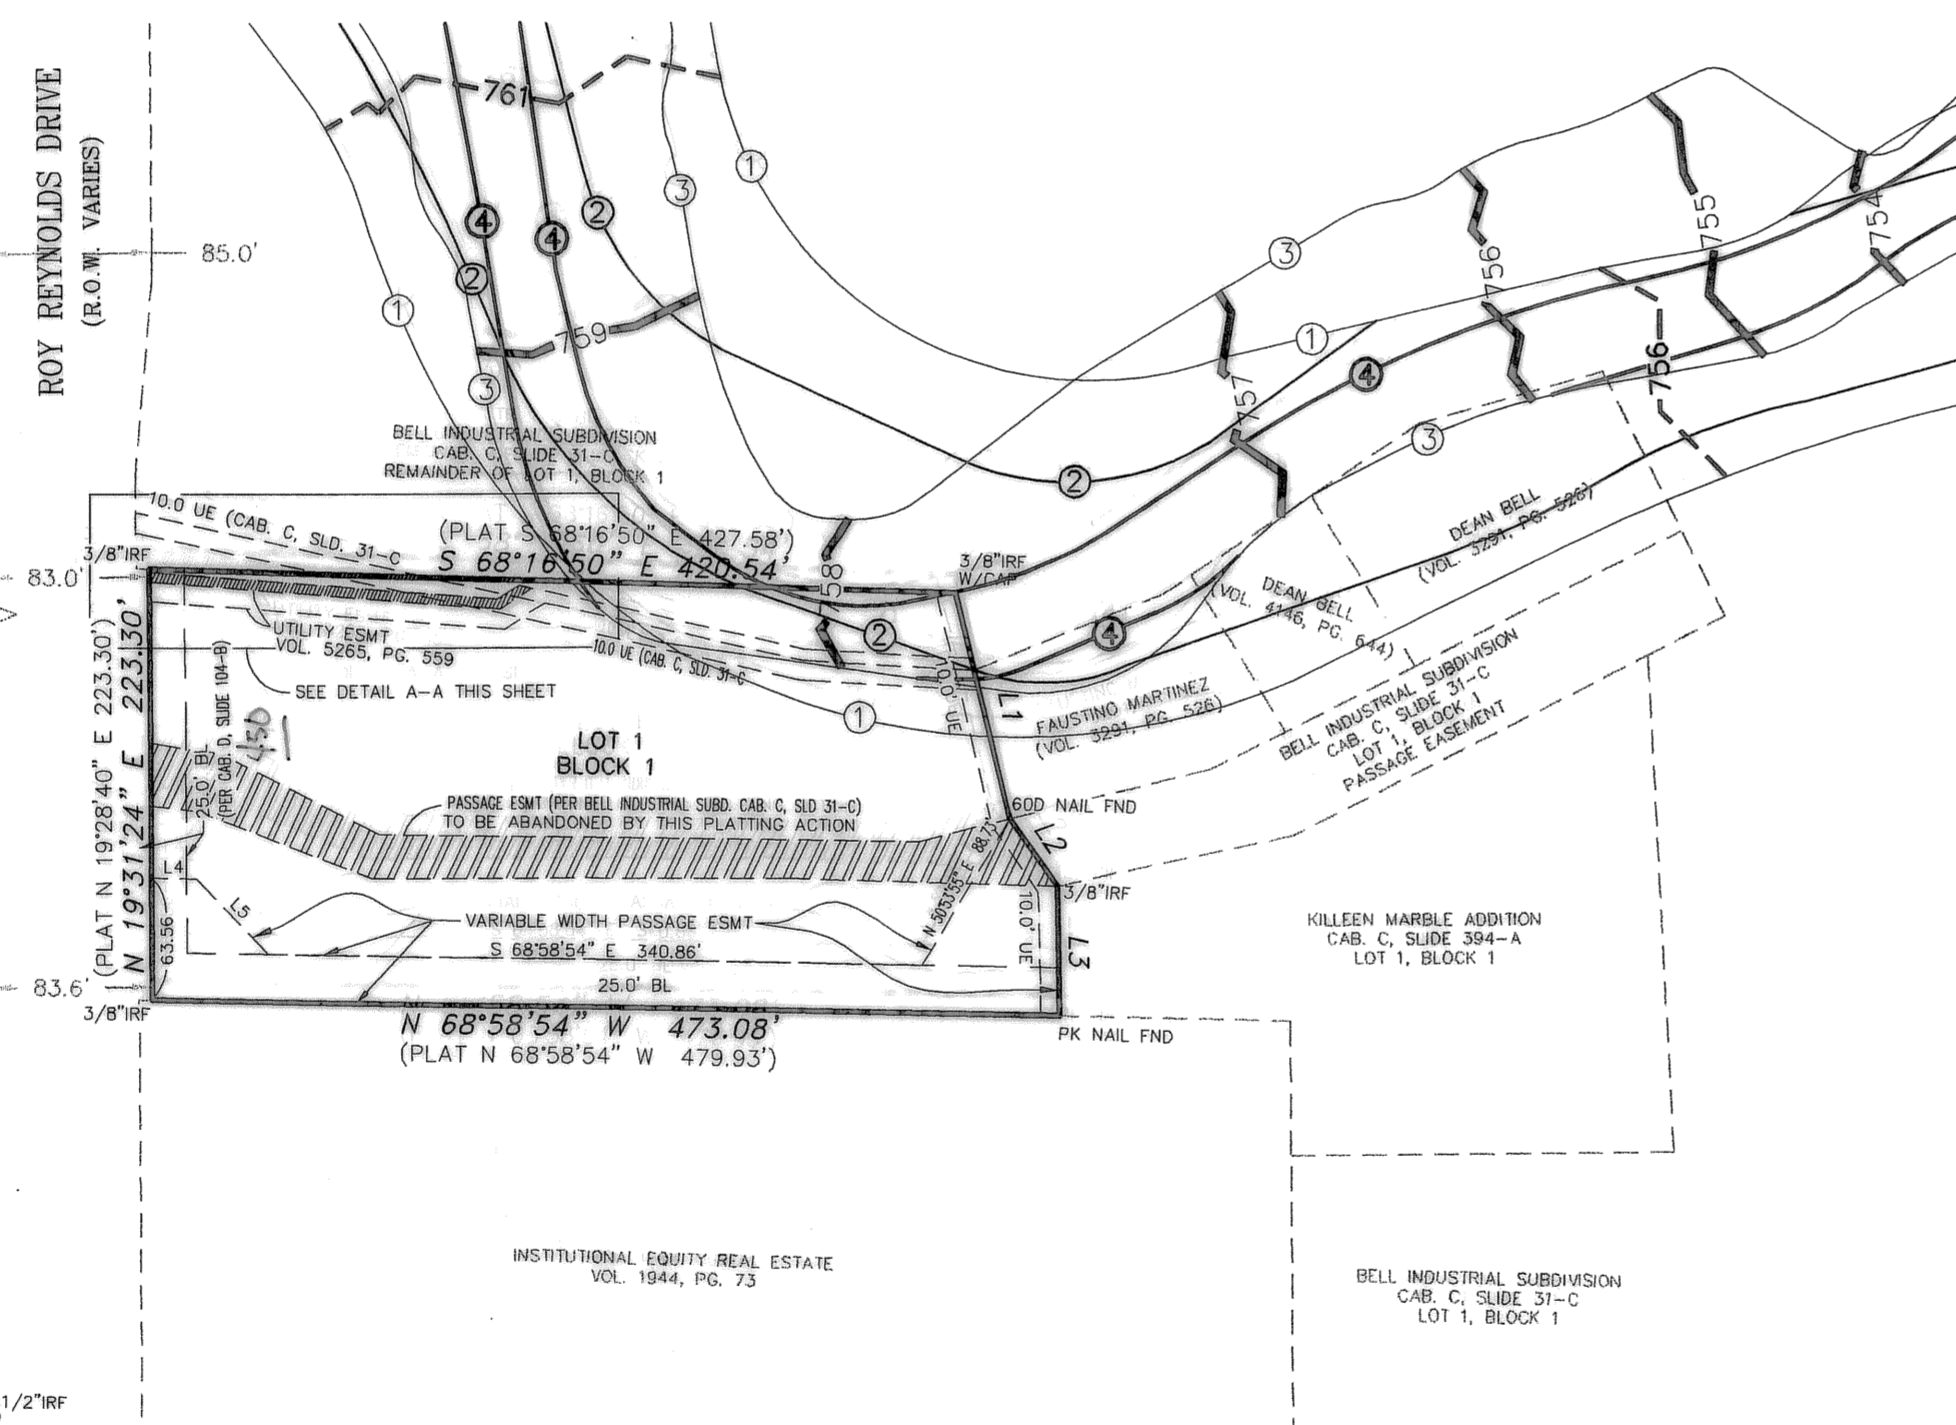 ROY REYNOLDS DRIVE
(R.O.W. VARIES)
85.0'
83.0'
83.6'
761
759
758
757
756
755
754
756
1
1
1
1
2
2
2
2
3
3
3
3
4
4
4
4
BELL INDUSTRIAL SUBDIVISION
CAB. C, SLIDE 31-C
REMAINDER OF LOT 1, BLOCK 1
10.0 UE (CAB. C, SLD. 31-C
(PLAT S 68°16'50" E 427.58')
S 68°16'50" E 420.54'
3/8"IRF
3/8"IRF
W/CAP
UTILITY ESMT
VOL. 5265, PG. 559
10.0 UE (CAB. C, SLD. 31-C
SEE DETAIL A-A THIS SHEET
(PLAT N 19°28'40" E 223.30')
N 19°31'24" E 223.30'
25.0' BL
(PER CAB. D, SLIDE 104-B)
450
LOT 1
BLOCK 1
10.0' UE
L1
FAUSTINO MARTINEZ
(VOL. 3291, PG. 526)
DEAN BELL
(VOL. 4146, PG. 644)
DEAN BELL
(VOL. 3291, PG. 526)
BELL INDUSTRIAL SUBDIVISION
CAB. C, SLIDE 31-C
LOT 1, BLOCK 1
PASSAGE EASEMENT
PASSAGE ESMT (PER BELL INDUSTRIAL SUBD. CAB. C, SLD 31-C)
TO BE ABANDONED BY THIS PLATTING ACTION
60D NAIL FND
L2
N 50°53'55" E 88.73'
L4
L5
63.56
3/8"IRF
VARIABLE WIDTH PASSAGE ESMT
S 68°58'54" E 340.86'
25.0' BL
10.0' UE
L3
3/8"IRF
N 68°58'54" W 473.08'
(PLAT N 68°58'54" W 479.93')
PK NAIL FND
KILLEEN MARBLE ADDITION
CAB. C, SLIDE 394-A
LOT 1, BLOCK 1
INSTITUTIONAL EQUITY REAL ESTATE
VOL. 1944, PG. 73
BELL INDUSTRIAL SUBDIVISION
CAB. C, SLIDE 31-C
LOT 1, BLOCK 1
1/2"IRF